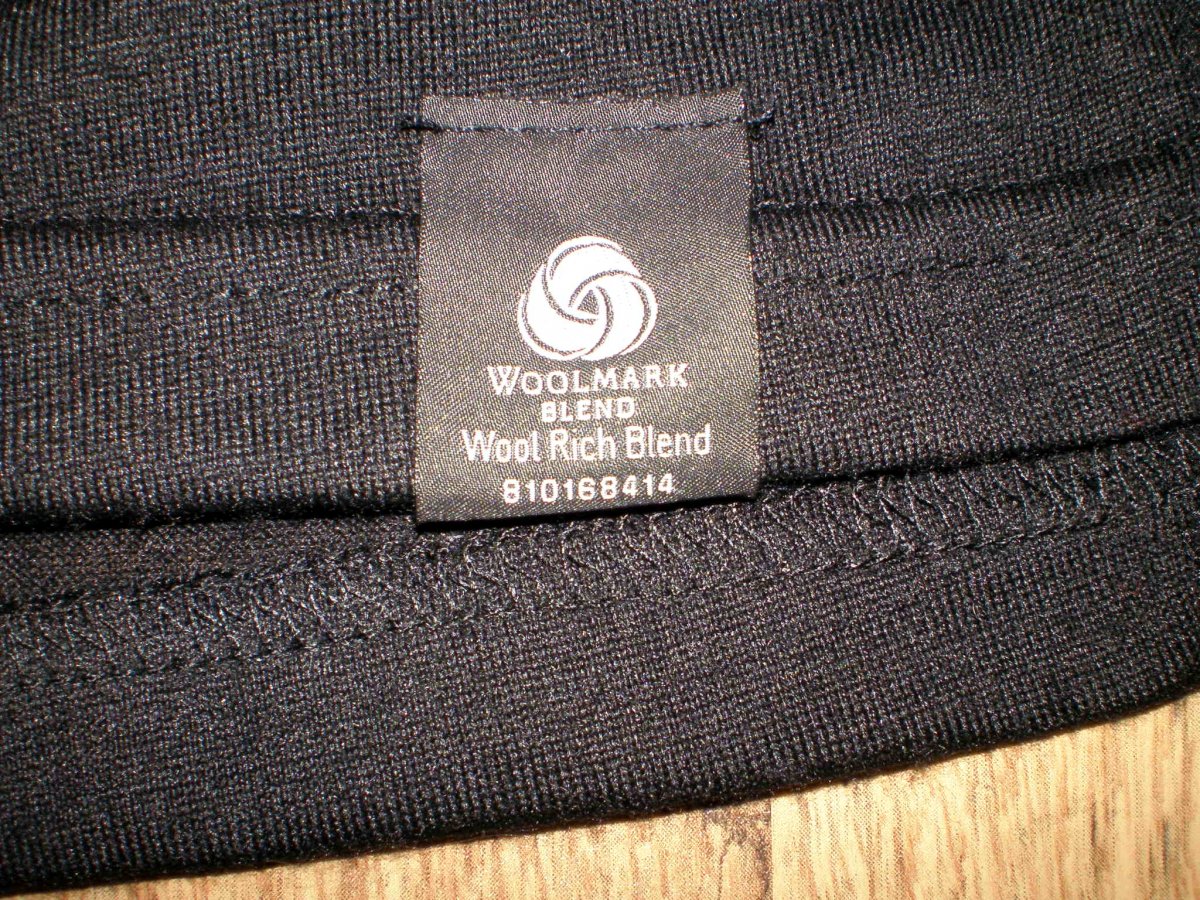 WOOLMARK
BLEND
Wool Rich Blend
810168414